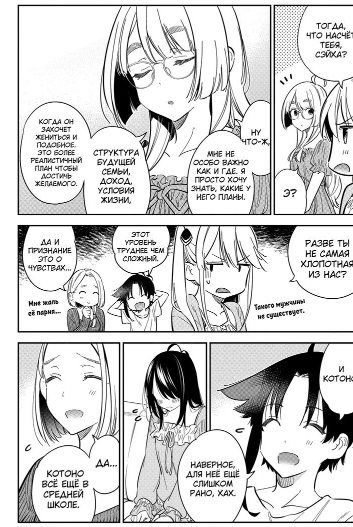 ТОГДА,
ЧТО НАСЧЁТ
ТЕБЯ,
СЭЙХА?
Э?
НУ
ЧТО-Ж,
МНЕ НЕ
ОСОБО ВАЖНО
КАК И ГДЕ. Я
ПРОСТО ХОЧУ
ЗНАТЬ, КАКИЕ У
НЕГО ПЛАНЫ.
СТРУКТУРА
БУДУЩЕЙ
СЕМЬИ,
ДОХОД,
УСЛОВИЯ
ЖИЗНИ,
КОГДА ОН
ЗАХОЧЕТ
ЖЕНИТЬСЯ И
ПОДОБНОЕ.
ЭТО БОЛЕЕ
РЕАЛИСТИЧНЫЙ
ПЛАН ЧТОБЫ
ДОСТИЧЬ
ЖЕЛАЕМОГО.
РАЗВЕ ТЫ
НЕ САМАЯ
ХЛОПОТНАЯ
ИЗ НАС?
Такого мужчины
не существует.
ЭТОТ
УРОВЕНЬ
ТРУДНЕЕ ЧЕМ
СЛОЖНЫЙ.
ДА И
ПРИЗНАНИЕ
ЭТО О
ЧУВСТВАХ...
Мне жаль
её парня...
И
КОТОНО
НАВЕРНОЕ,
ДЛЯ НЕЁ ЕЩЁ
СЛИШКОМ
РАНО, ХАХ.
ДА...
КОТОНО
ВСЁ ЕЩЁ В
СРЕДНЕЙ
ШКОЛЕ.